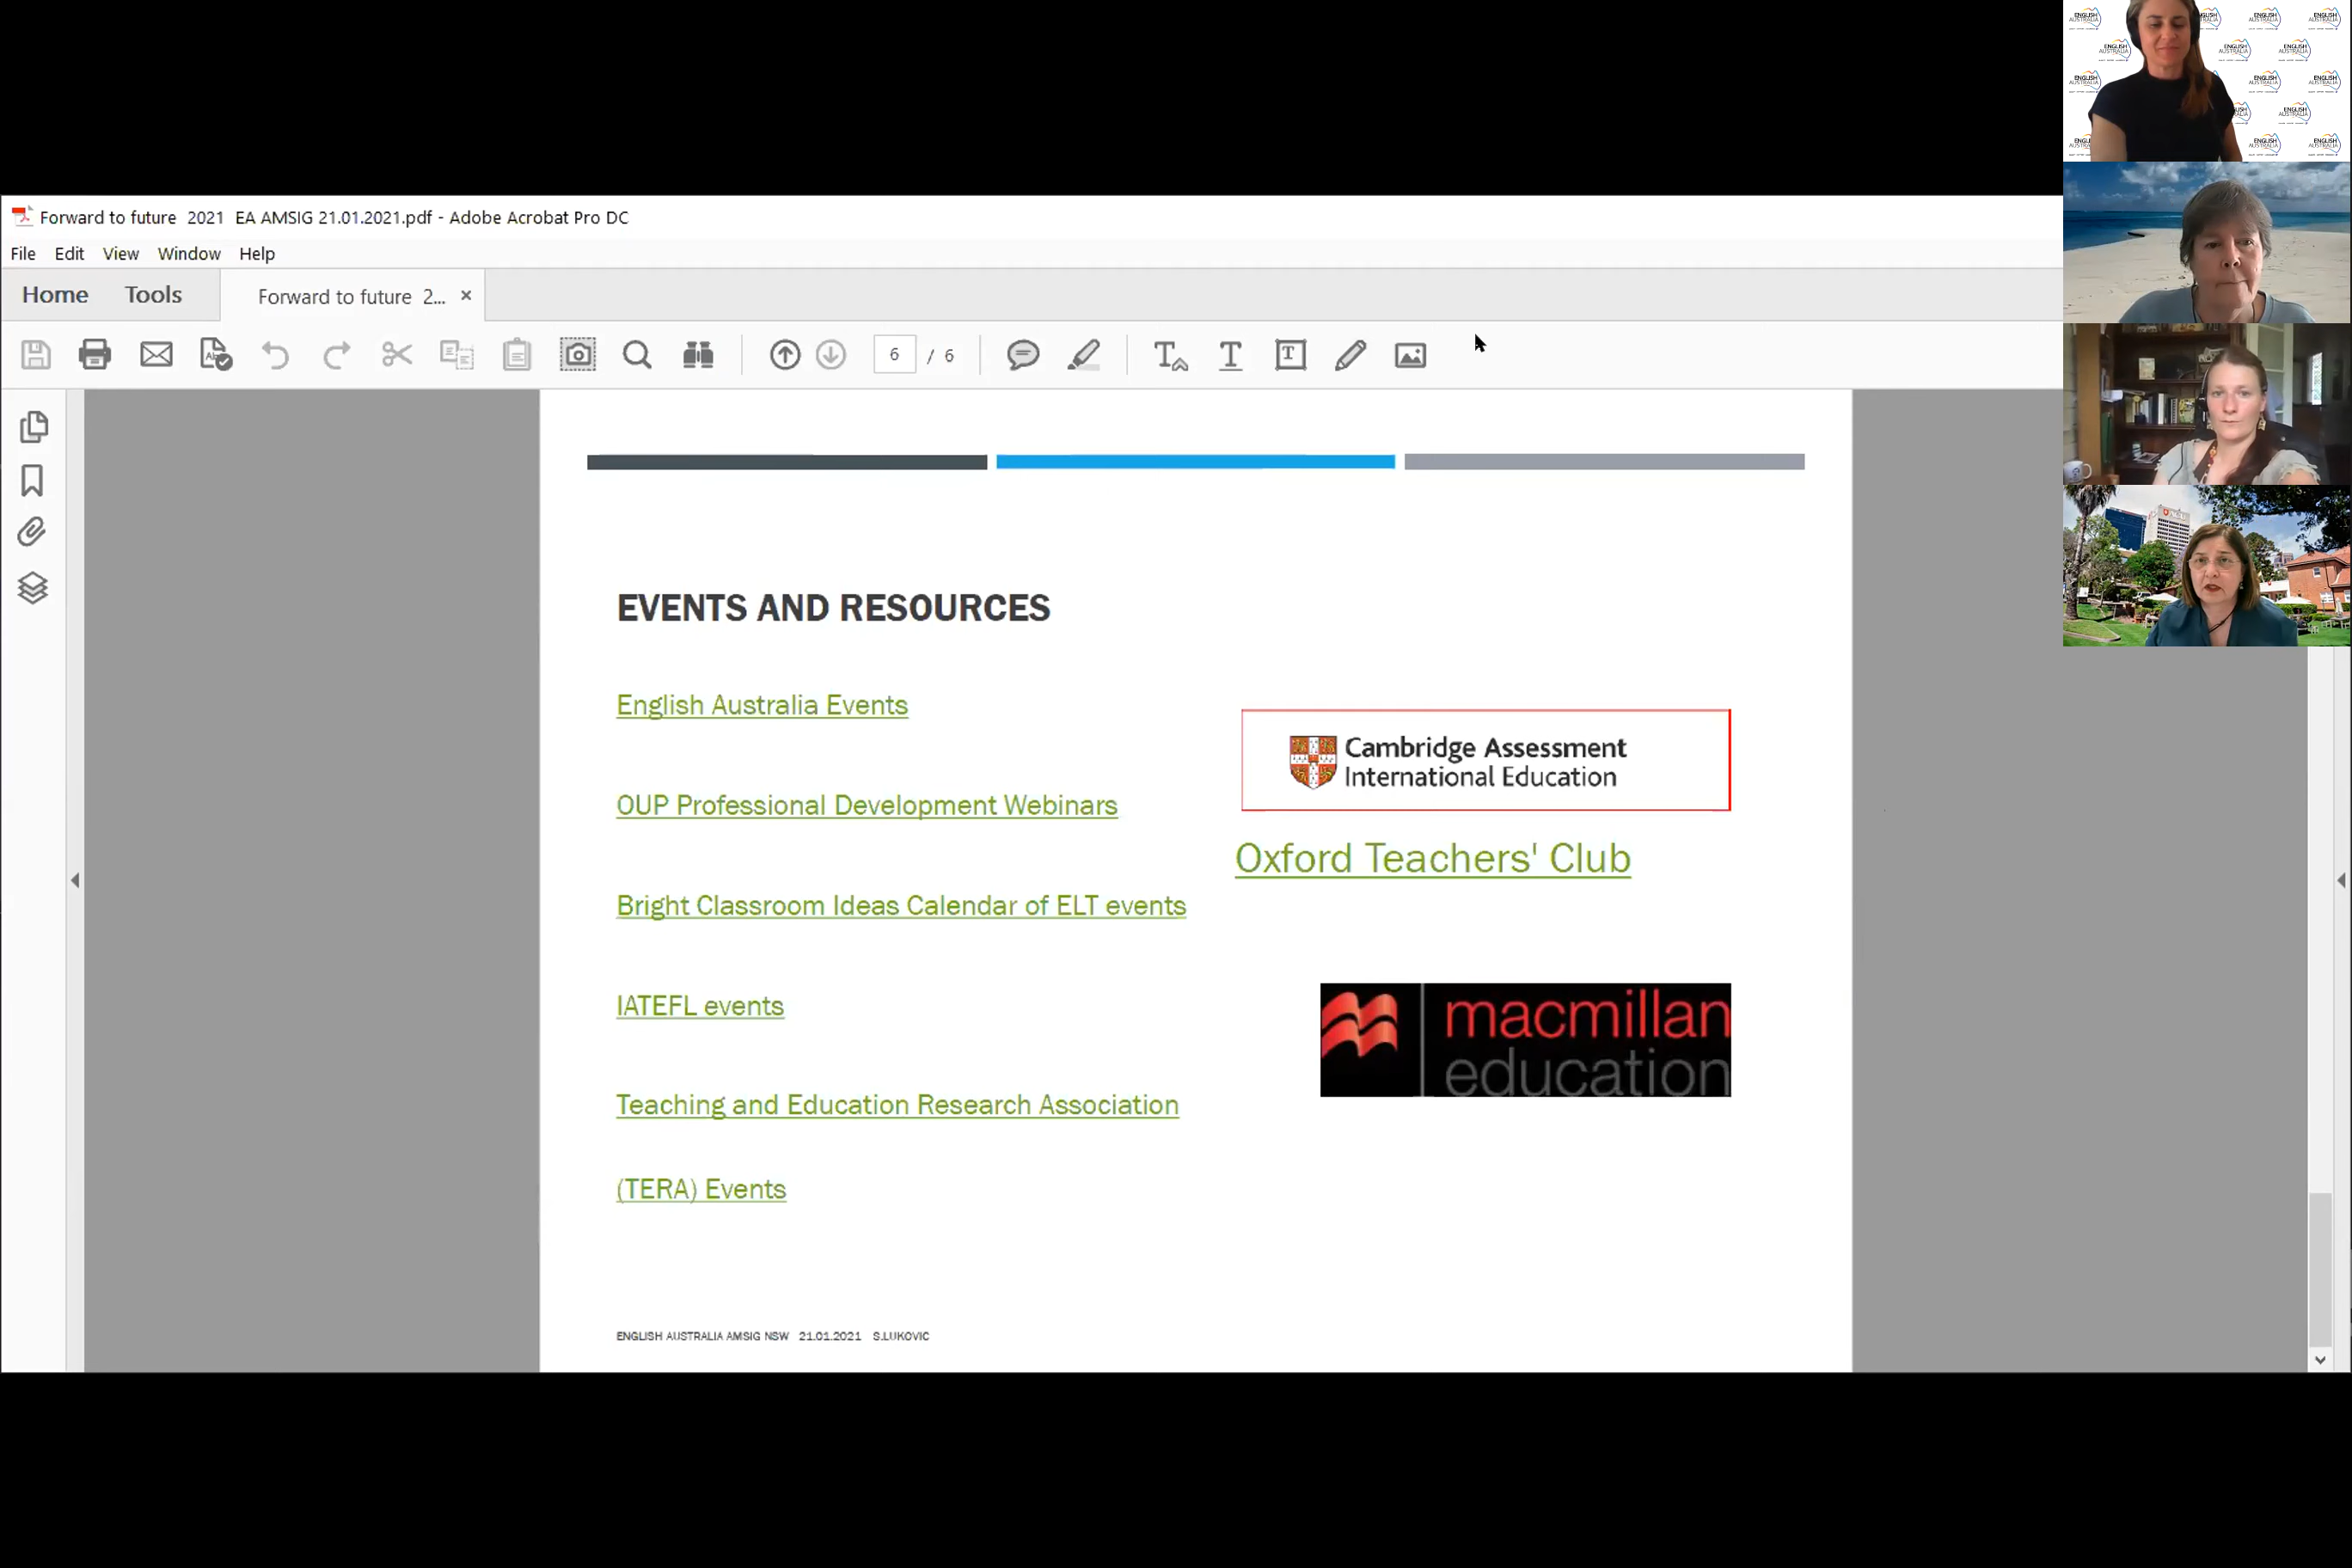 Forward to future 2021 EA AMSIG 21.01.2021.pdf - Adobe Acrobat Pro DC
File Edit View Window Help
Home Tools Forward to future 2... ×
6 / 6
EVENTS AND RESOURCES
English Australia Events
OUP Professional Development Webinars
Bright Classroom Ideas Calendar of ELT events
IATEFL events
Teaching and Education Research Association
(TERA) Events
Cambridge Assessment
International Education
Oxford Teachers' Club
macmillan
education
ENGLISH AUSTRALIA AMSIG NSW 21.01.2021 S.LUKOVIC
ENGLISH
AUSTRALIA